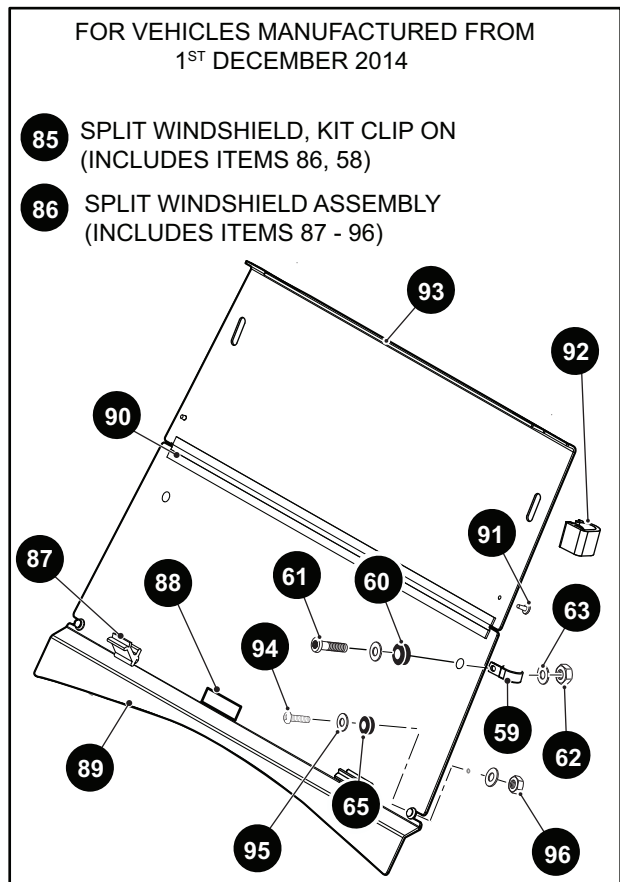 FOR VEHICLES MANUFACTURED FROM
1ST DECEMBER 2014
85 SPLIT WINDSHIELD, KIT CLIP ON
(INCLUDES ITEMS 86, 58)
86 SPLIT WINDSHIELD ASSEMBLY
(INCLUDES ITEMS 87 - 96)
93
92
90
91
87
88
61
60
63
94
59
62
89
65
95
96